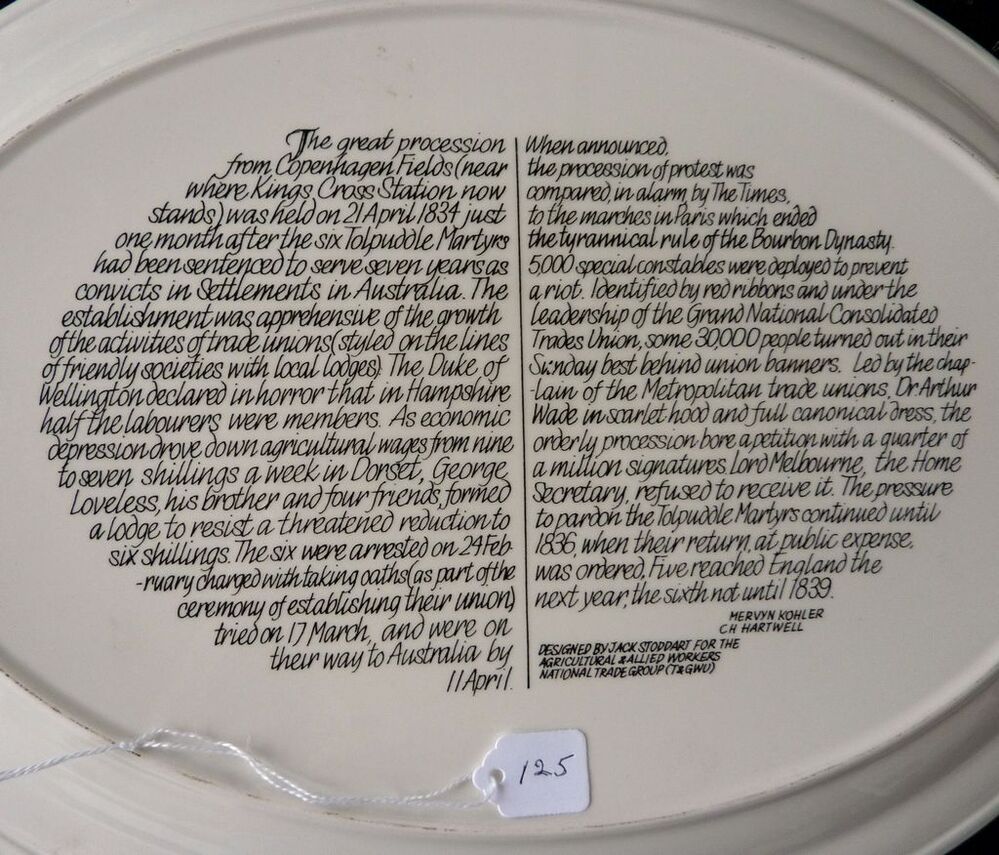 The great procession
from Copenhagen Fields (near
where Kings Cross Station now
stands) was held on 21 April 1834 just
one month after the six Tolpuddle Martyrs
had been sentenced to serve seven years as
convicts in Settlements in Australia. The
establishment was apprehensive of the growth
of the activities of trade unions (styled on the lines
of friendly societies with local lodges). The Duke of
Wellington declared in horror that in Hampshire
half the labourers were members. As economic
depression drove down agricultural wages from nine
to seven shillings a week in Dorset, George
Loveless, his brother and four friends, formed
a lodge to resist a threatened reduction to
six shillings. The six were arrested on 24 Feb-
-ruary charged with taking oaths (as part of the
ceremony of establishing their union)
tried on 17 March, and were on
their way to Australia by
11 April.
When announced,
the procession of protest was
compared, in alarm, by The Times,
to the marches in Paris which ended
the tyrannical rule of the Bourbon Dynasty.
5,000 special constables were deployed to prevent
a riot. Identified by red ribbons and under the
leadership of the Grand National Consolidated
Trades Union, some 30,000 people turned out in their
Sunday best behind union banners. Led by the chap-
-lain of the Metropolitan trade unions, Dr Arthur
Wade in scarlet hood and full canonical dress, the
orderly procession bore a petition with a quarter of
a million signatures. Lord Melbourne, the Home
Secretary, refused to receive it. The pressure
to pardon the Tolpuddle Martyrs continued until
1836, when their return, at public expense,
was ordered. Five reached England the
next year, the sixth not until 1839.
MERVYN KOHLER
CH HARTWELL
DESIGNED BY JACK STODDART FOR THE
AGRICULTURAL & ALLIED WORKERS
NATIONAL TRADE GROUP (T&GWU)
125